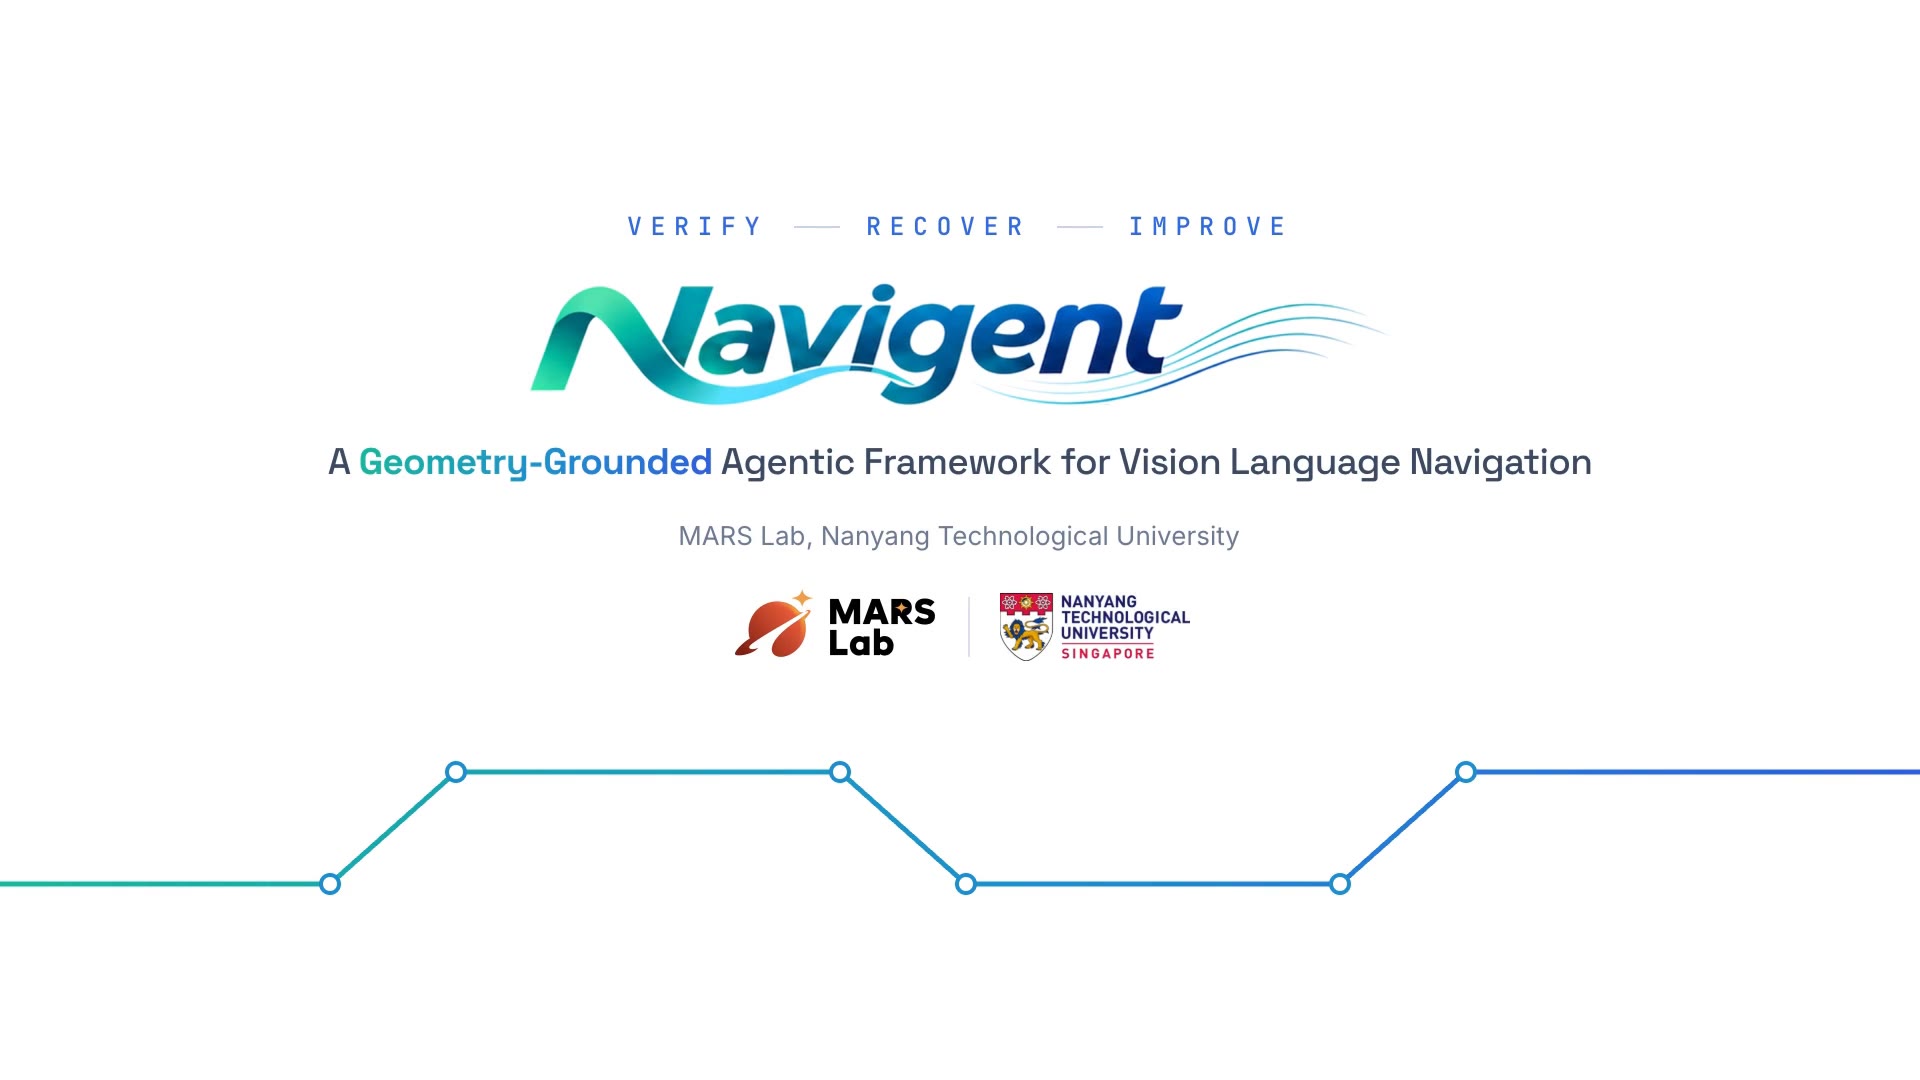 VERIFY — RECOVER — IMPROVE
Navigent
A Geometry-Grounded Agentic Framework for Vision Language Navigation
MARS Lab, Nanyang Technological University
MARS
Lab
NANYANG
TECHNOLOGICAL
UNIVERSITY
SINGAPORE